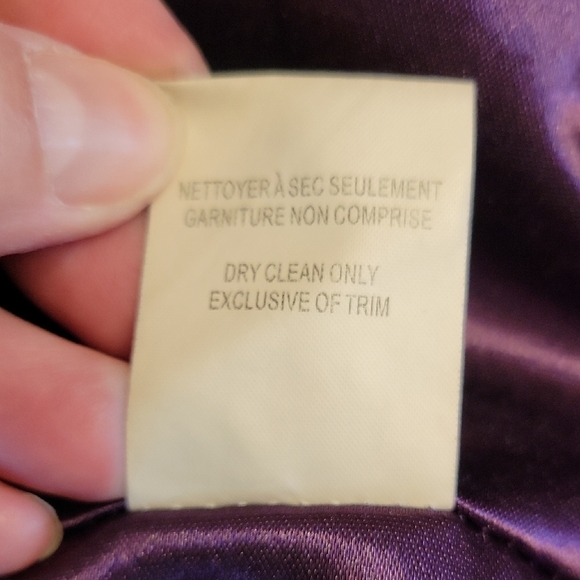 NETTOYER À SEC SEULEMENT
GARNITURE NON COMPRISE
DRY CLEAN ONLY
EXCLUSIVE OF TRIM